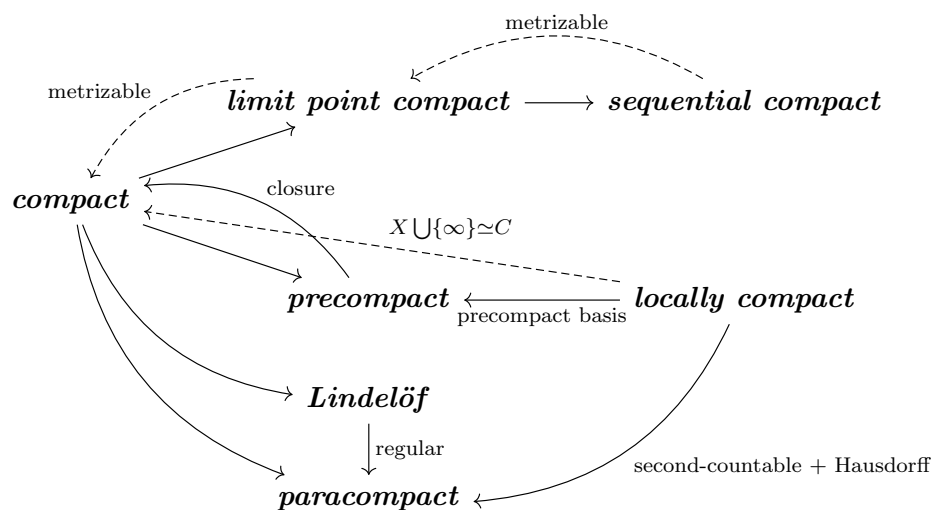 metrizable
metrizable
limit point compact
sequential compact
compact
closure
X ⋃{∞}≃C
precompact
locally compact
precompact basis
Lindelöf
regular
second-countable + Hausdorff
paracompact